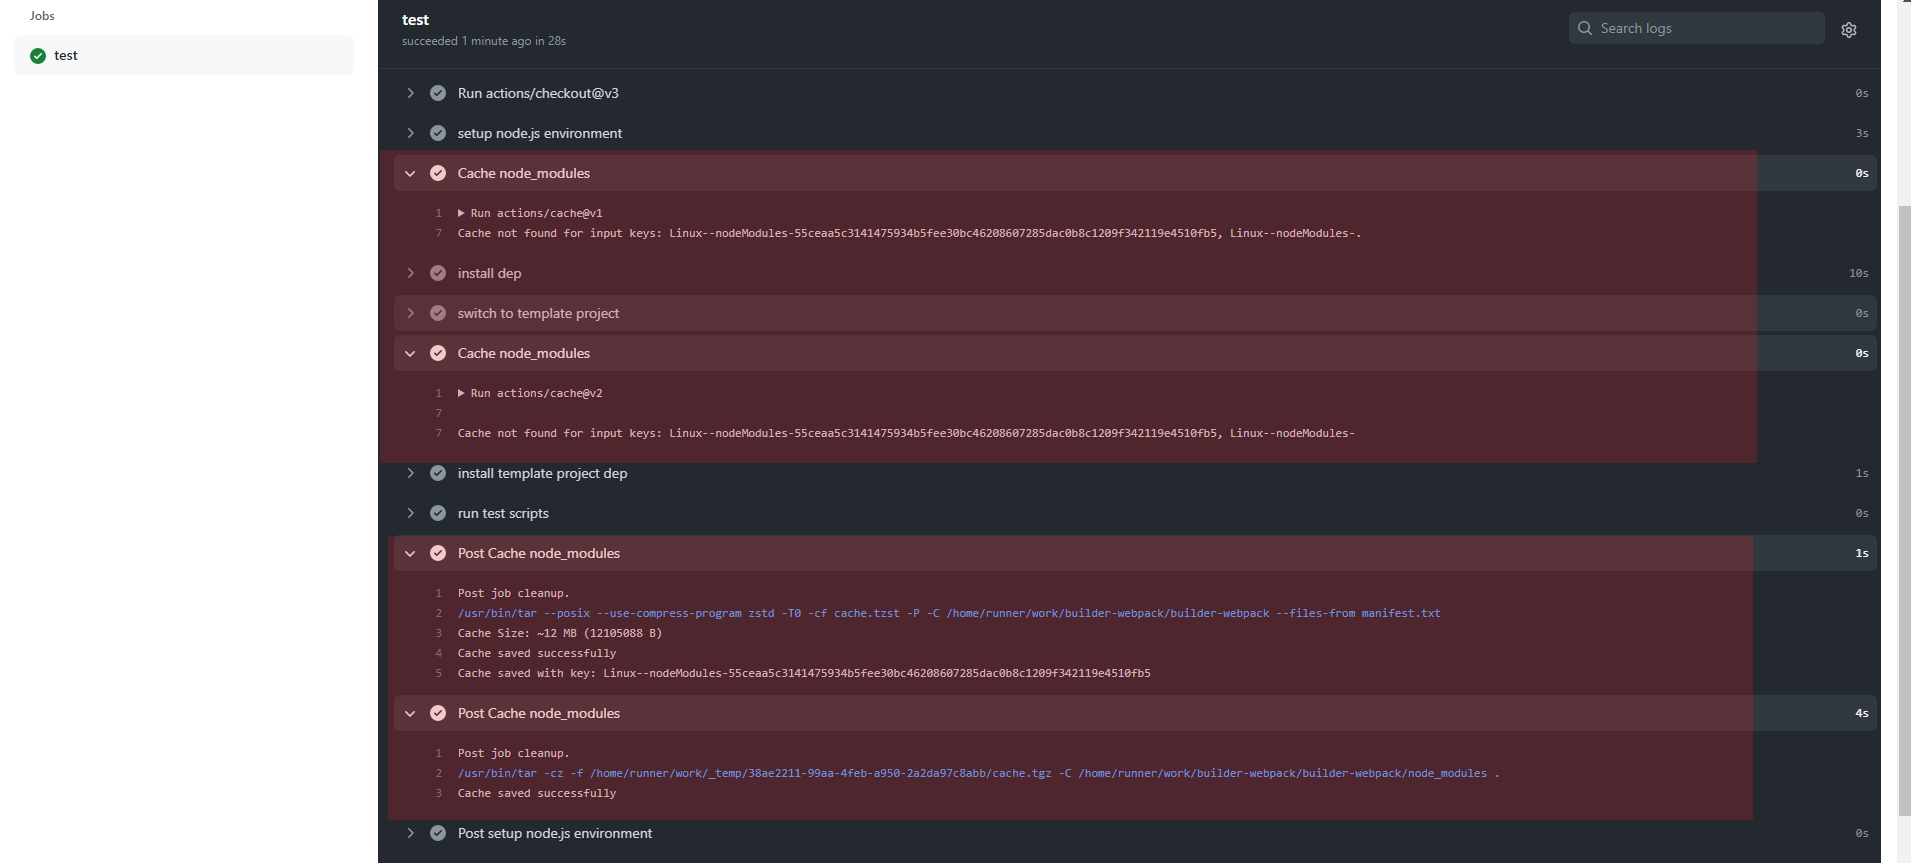 Jobs
test
test
succeeded 1 minute ago in 28s
Search logs
Run actions/checkout@v3
0s
setup node.js environment
3s
Cache node_modules
0s
1 Run actions/cache@v1
7 Cache not found for input keys: Linux--nodeModules-55ceaa5c3141475934b5fee30bc46208607285dac0b8c1209f342119e4510fb5, Linux--nodeModules-.
install dep
10s
switch to template project
0s
Cache node_modules
0s
1 Run actions/cache@v2
7
7 Cache not found for input keys: Linux--nodeModules-55ceaa5c3141475934b5fee30bc46208607285dac0b8c1209f342119e4510fb5, Linux--nodeModules-
install template project dep
1s
run test scripts
0s
Post Cache node_modules
1s
1 Post job cleanup.
2 /usr/bin/tar --posix --use-compress-program zstd -T0 -cf cache.tzst -P -C /home/runner/work/builder-webpack/builder-webpack --files-from manifest.txt
3 Cache Size: ~12 MB (12105088 B)
4 Cache saved successfully
5 Cache saved with key: Linux--nodeModules-55ceaa5c3141475934b5fee30bc46208607285dac0b8c1209f342119e4510fb5
Post Cache node_modules
4s
1 Post job cleanup.
2 /usr/bin/tar -cz -f /home/runner/work/_temp/38ae2211-99aa-4feb-a950-2a2da97c8abb/cache.tgz -C /home/runner/work/builder-webpack/builder-webpack/node_modules .
3 Cache saved successfully
Post setup node.js environment
0s